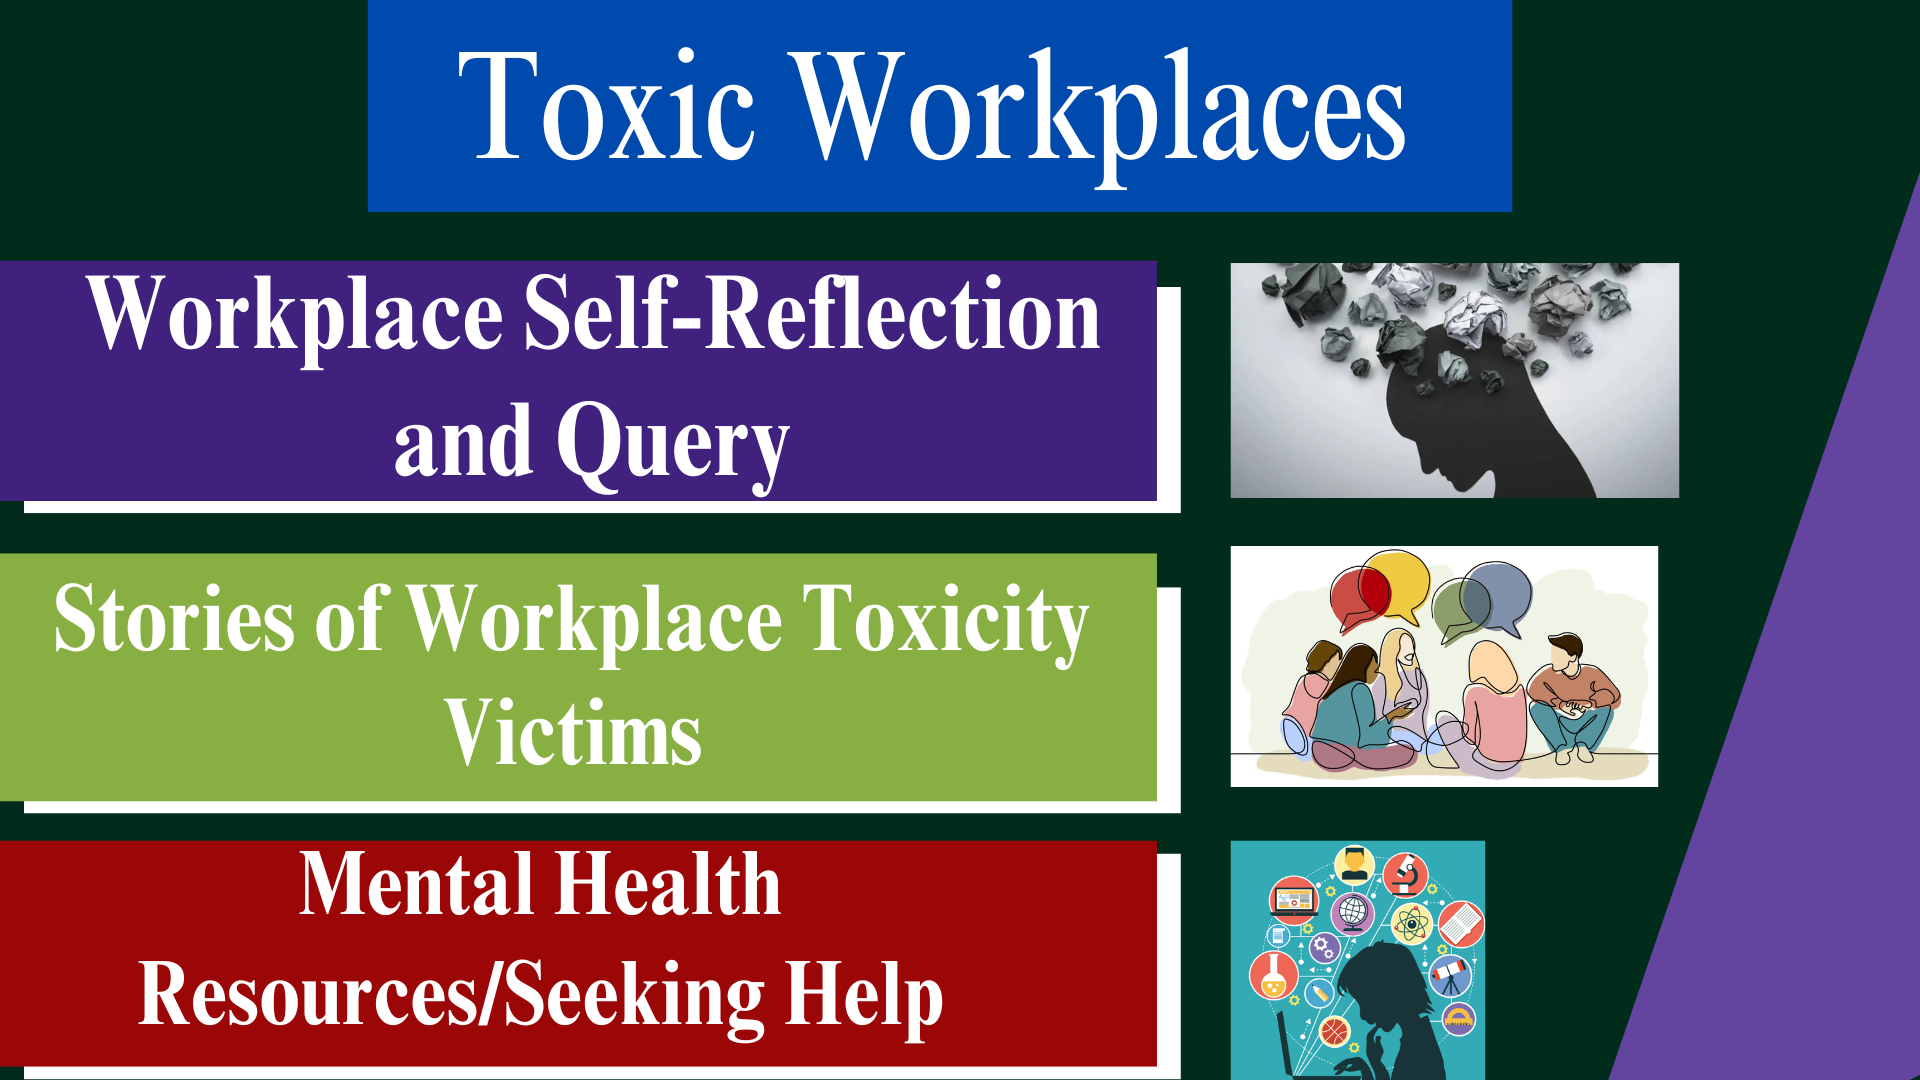 Toxic Workplaces
Workplace Self-Reflection
and Query
Stories of Workplace Toxicity
Victims
Mental Health
Resources/Seeking Help